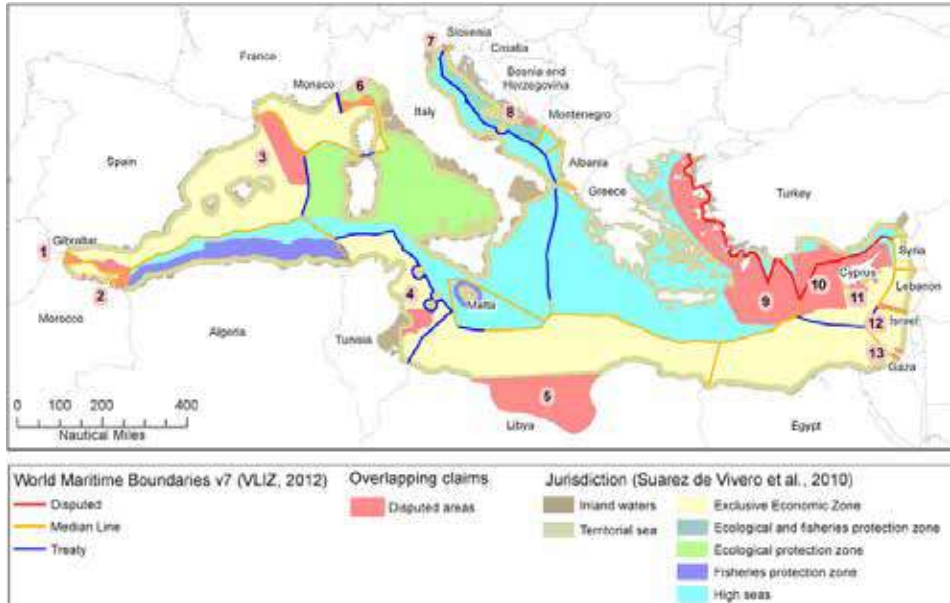 7
Slovenia
Croatia
France
Bosnia and
Herzegovina
Monaco
6
Italy
8
Montenegro
Spain
3
Albania
Greece
Turkey
1
Gibraltar
Syria
Cyprus
10
Lebanon
2
4
Malta
9
11
Morocco
12
Israel
Algeria
Tunisia
13
Gaza
5
0 100 200 400
Nautical Miles
Libya
Egypt
World Maritime Boundaries v7 (VLIZ, 2012)
Disputed
Median Line
Treaty
Overlapping claims
Disputed areas
Jurisdiction (Suarez de Vivero et al., 2010)
Inland waters
Territorial sea
Exclusive Economic Zone
Ecological and fisheries protection zone
Ecological protection zone
Fisheries protection zone
High seas